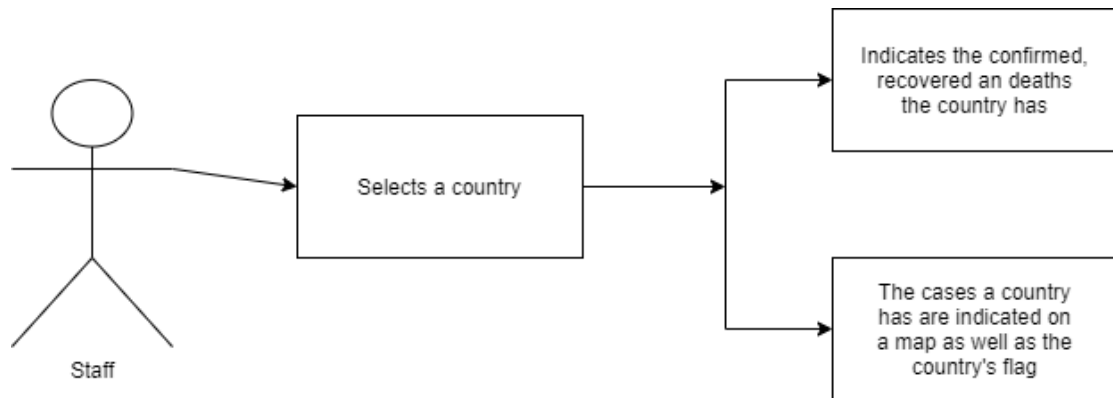 Indicates the confirmed,
recovered an deaths
the country has
Selects a country
The cases a country
has are indicated on
a map as well as the
country's flag
Staff